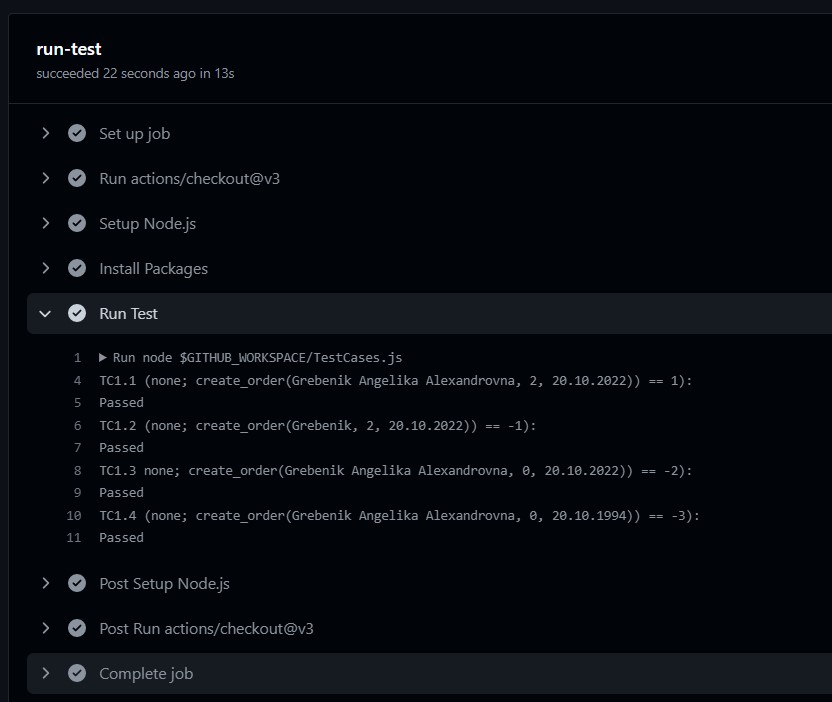 run-test
succeeded 22 seconds ago in 13s
Set up job
Run actions/checkout@v3
Setup Node.js
Install Packages
Run Test
1 ▶ Run node $GITHUB_WORKSPACE/TestCases.js
4 TC1.1 (none; create_order(Grebenik Angelika Alexandrovna, 2, 20.10.2022)) == 1):
5 Passed
6 TC1.2 (none; create_order(Grebenik, 2, 20.10.2022)) == -1):
7 Passed
8 TC1.3 none; create_order(Grebenik Angelika Alexandrovna, 0, 20.10.2022)) == -2):
9 Passed
10 TC1.4 (none; create_order(Grebenik Angelika Alexandrovna, 0, 20.10.1994)) == -3):
11 Passed
Post Setup Node.js
Post Run actions/checkout@v3
Complete job